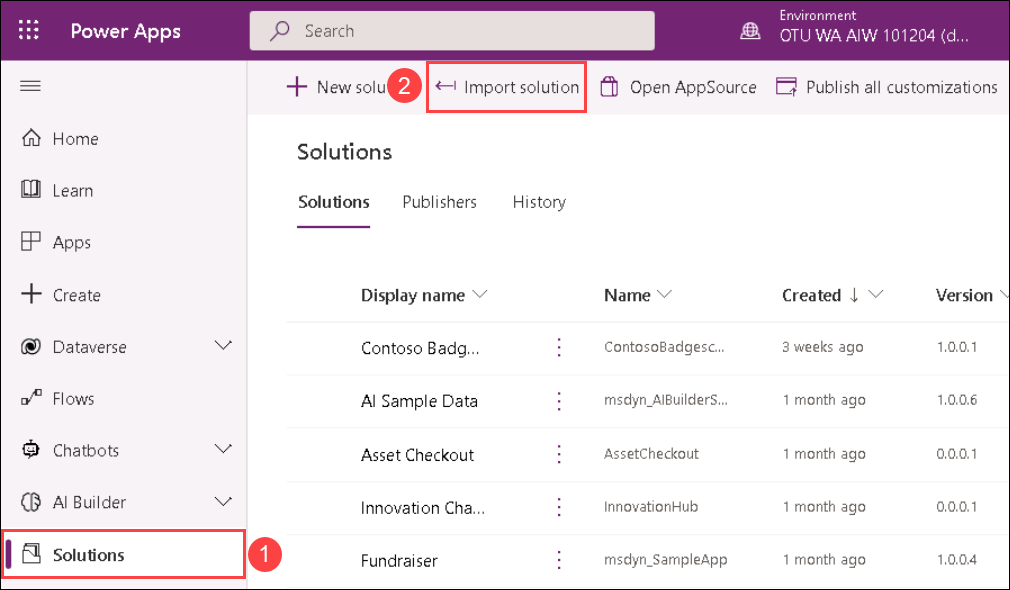 Power Apps
Search
Environment
OTU WA AIW 101204 (d...
New solu
2
Import solution
Open AppSource
Publish all customizations
Home
Learn
Apps
Create
Dataverse
Flows
Chatbots
AI Builder
Solutions
1
Solutions
Solutions Publishers History
Display name Name Created ↓ Version
Contoso Badg... ContosoBadgesc... 3 weeks ago 1.0.0.1
AI Sample Data msdyn_AIBuilderS... 1 month ago 1.0.0.6
Asset Checkout AssetCheckout 1 month ago 0.0.0.1
Innovation Cha... InnovationHub 1 month ago 0.0.0.1
Fundraiser msdyn_SampleApp 1 month ago 1.0.0.4